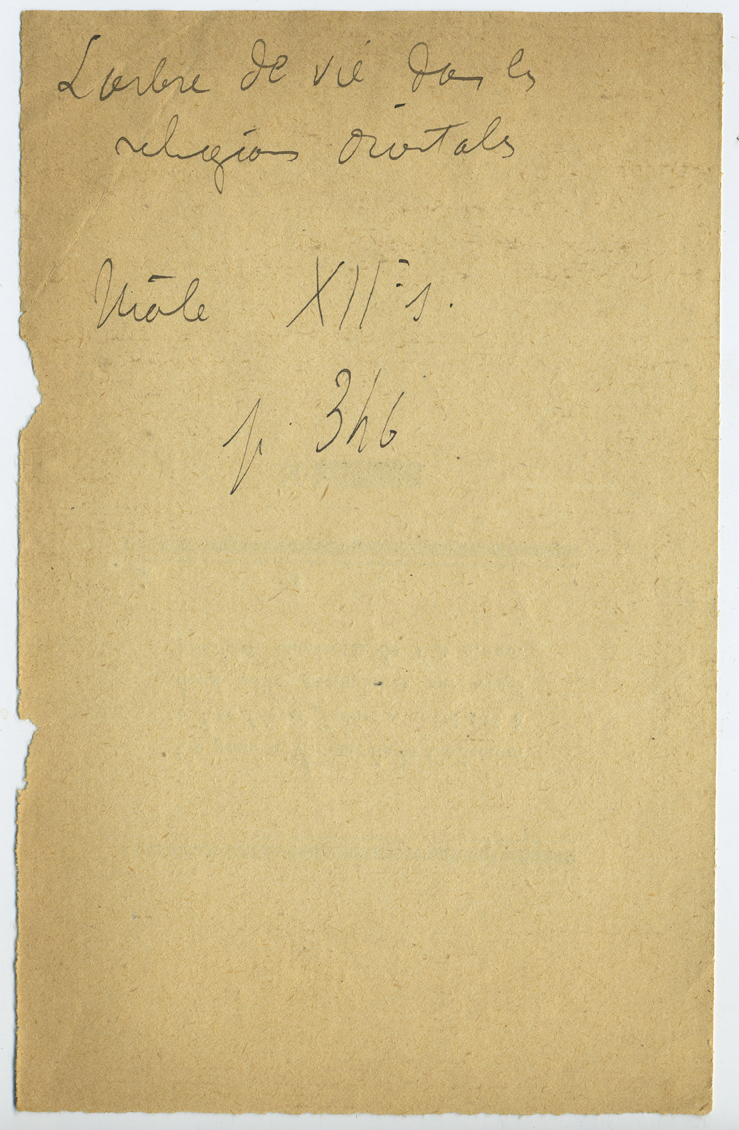 L'arbre de vie dans les
religions orientales
Mâle XIIe s.
p. 346